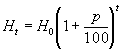 H_t = H_0(1 + p/100)^t